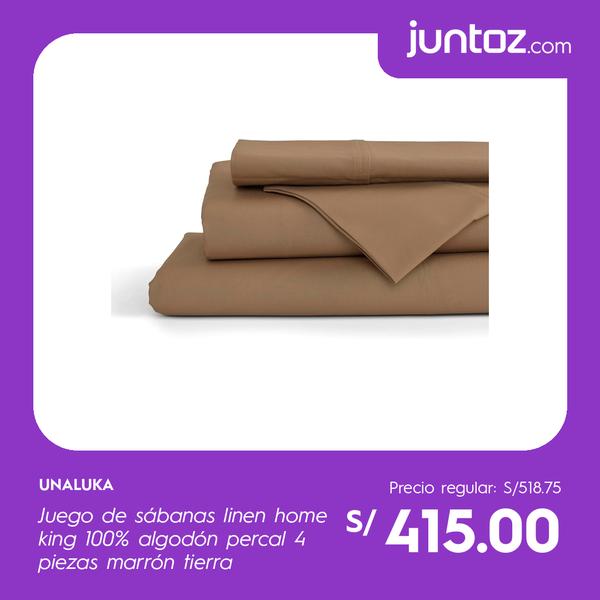 juntoz.com
UNALUKA
Juego de sábanas linen home
king 100% algodón percal 4
piezas marrón tierra
Precio regular: S/518.75
S/ 415.00